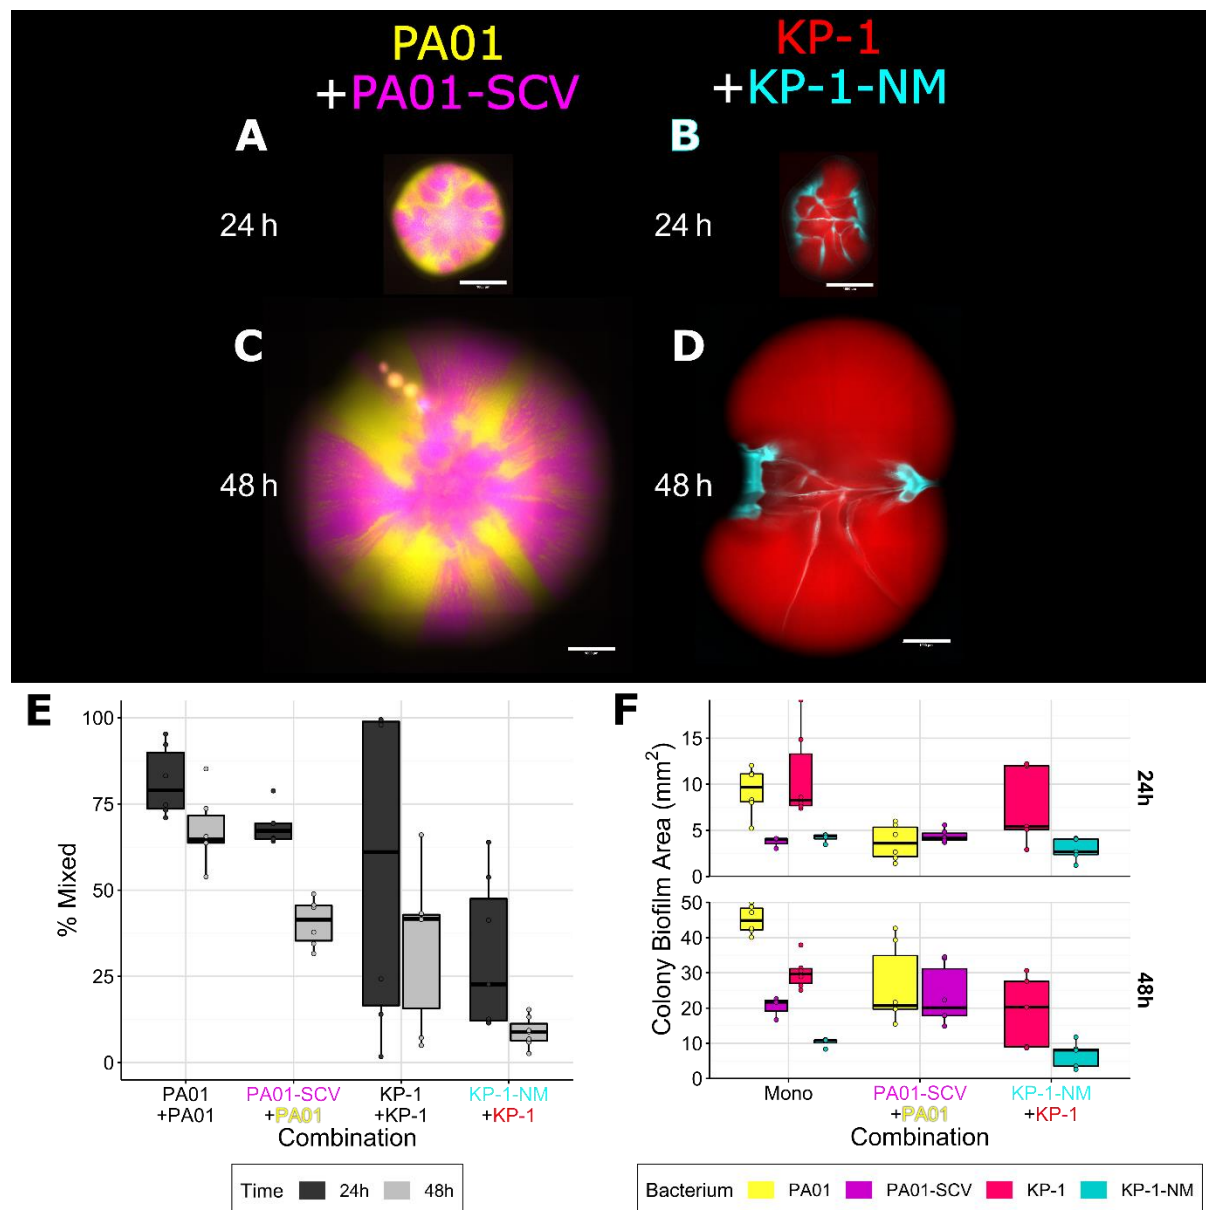 PA01
+PA01-SCV
KP-1
+KP-1-NM
A
B
24 h
24 h
C
D
48 h
48 h
E
% Mixed
100
75
50
25
0
PA01
+PA01
PA01-SCV
+PA01
KP-1
+KP-1
KP-1-NM
+KP-1
Combination
Time
24h
48h
F
Colony Biofilm Area (mm²)
15
10
5
0
24h
50
40
30
20
10
0
48h
Mono
PA01-SCV
+PA01
KP-1-NM
+KP-1
Combination
Bacterium
PA01
PA01-SCV
KP-1
KP-1-NM